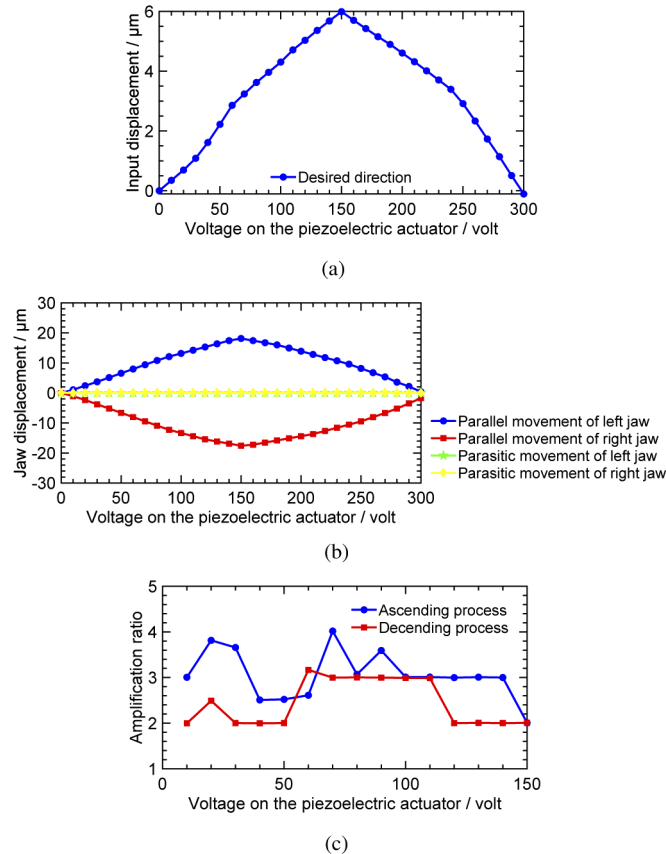 6
4
2
0
Input displacement / μm
Desired direction
0 50 100 150 200 250 300
Voltage on the piezoelectric actuator / volt
(a)
30
20
10
0
-10
-20
-30
Jaw displacement / μm
Parallel movement of left jaw
Parallel movement of right jaw
Parasitic movement of left jaw
Parasitic movement of right jaw
0 50 100 150 200 250 300
Voltage on the piezoelectric actuator / volt
(b)
5
4
3
2
1
Amplification ratio
Ascending process
Decending process
0 50 100 150
Voltage on the piezoelectric actuator / volt
(c)